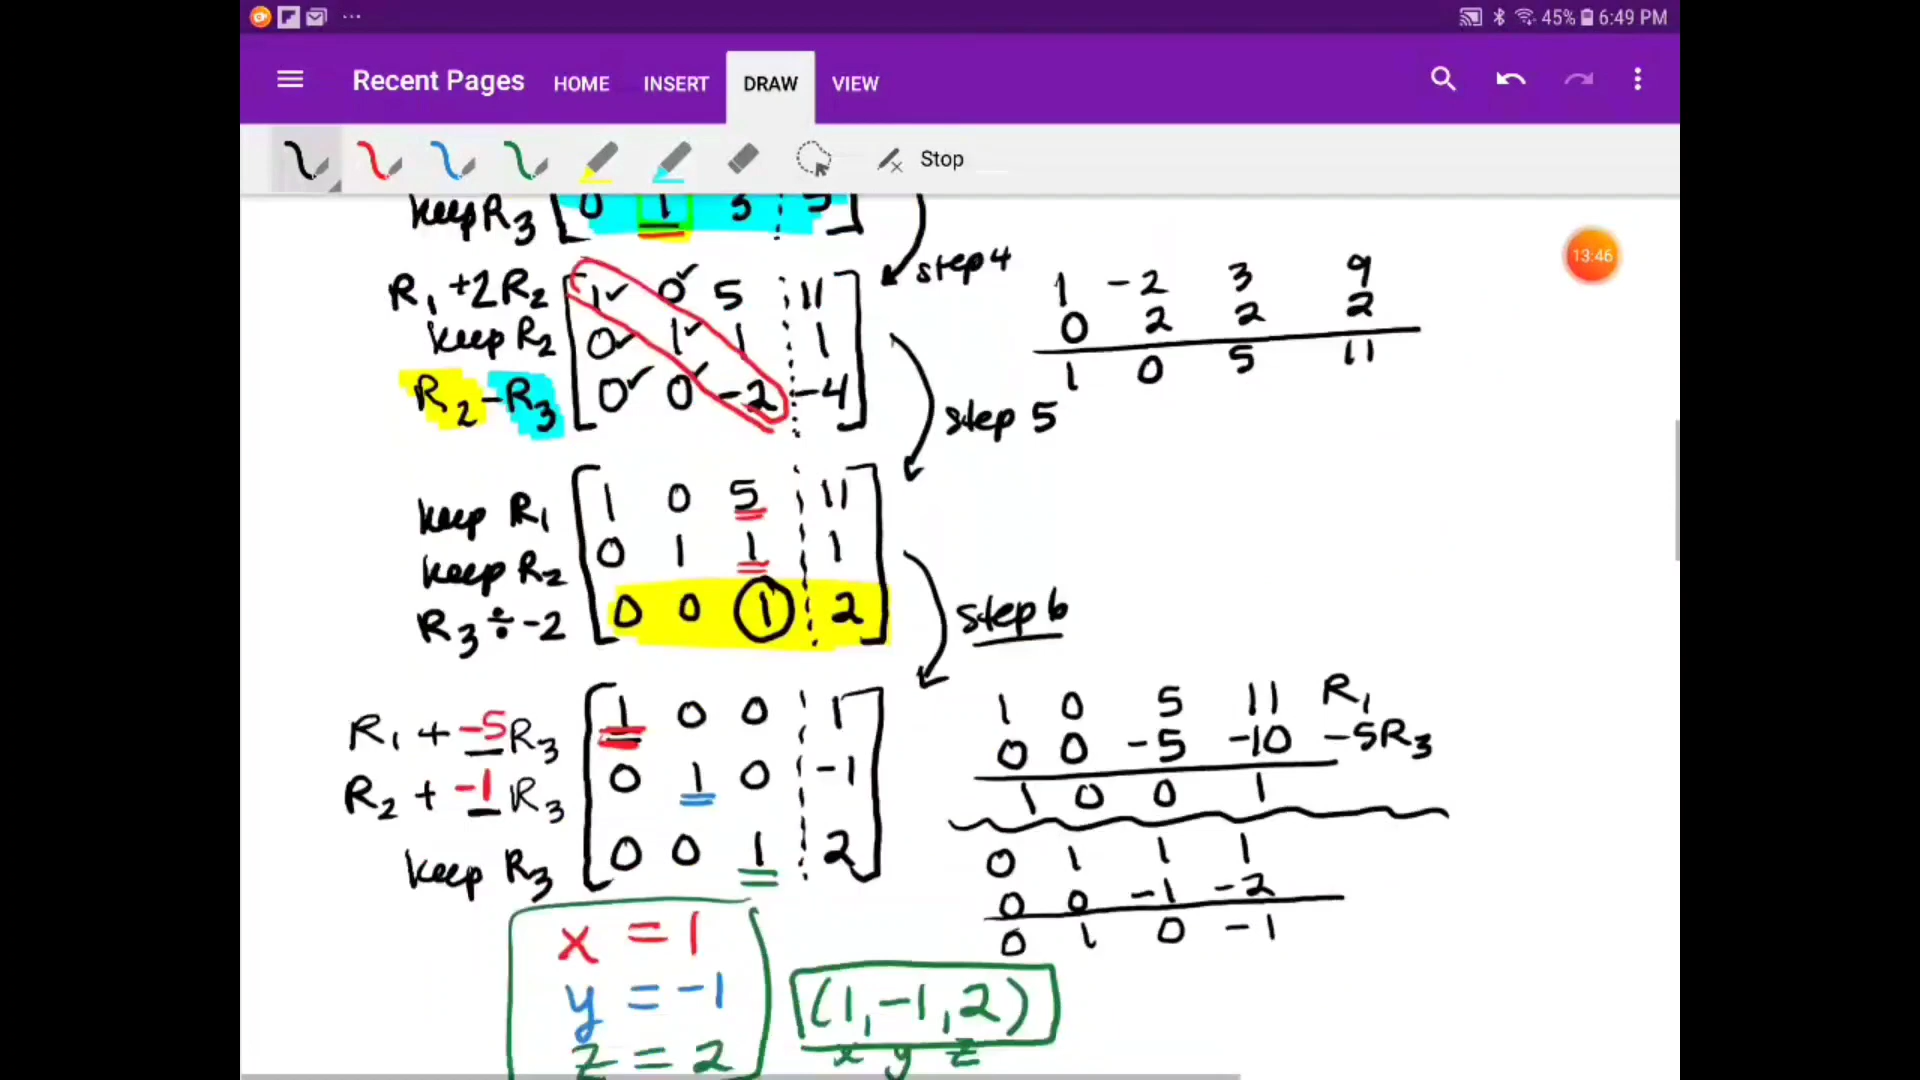 45% 6:49 PM
Recent Pages HOME INSERT DRAW VIEW
Stop
13:46
keep R3 0 1 3 5
step 4
R1 +2R2 1 0 5 11
keep R2 0 1 1 1
R2 - R3 0 0 -2 -4
1 -2 3 9
0 2 2 2
1 0 5 11
step 5
keep R1 1 0 5 11
keep R2 0 1 1 1
R3 ÷ -2 0 0 1 2
step 6
R1 + -5R3 1 0 0 1
R2 + -1 R3 0 1 0 -1
keep R3 0 0 1 2
1 0 5 11 R1
0 0 -5 -10 -5R3
1 0 0 1
0 1 1 1
0 0 -1 -2
0 1 0 -1
x = 1
y = -1
z = 2
(1, -1, 2)
x y z